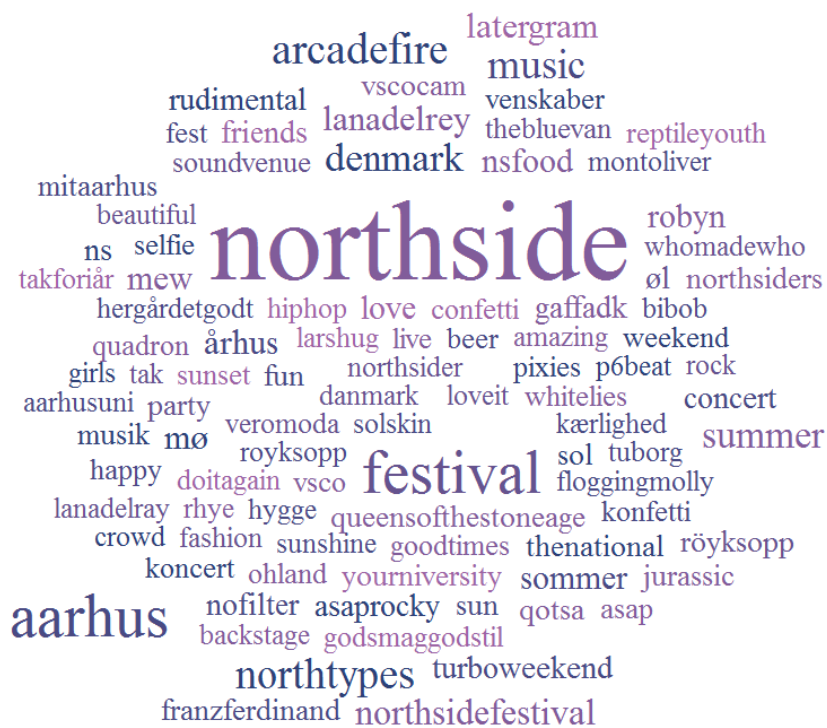 latergram
arcadefire music
vscocam
rudimental venskaber
lanadelrey
fest friends thebluevan reptileyouth
soundvenue denmark nsfood montoliver
mitaarhus
beautiful northside robyn
ns selfie whomadewho
takforiår mew øl northsiders
hergårdetgodt hiphop love confetti gaffadk bibob
quadron århus larshug live beer amazing weekend
girls tak sunset fun northsider pixies p6beat rock
aarhusuni party danmark loveit whitelies concert
musik mø veromoda solskin kærlighed summer
happy royksopp festival sol tuborg
doitagain vsco floggingmolly
lanadelray rhye hygge queensofthestoneage konfetti
crowd fashion sunshine goodtimes thenational röyksopp
koncert ohland yourniversity sommer jurassic
aarhus nofilter asaprocky sun qotsa asap
backstage godsmaggodstil
northtypes turboweekend
franzferdinand northsidefestival